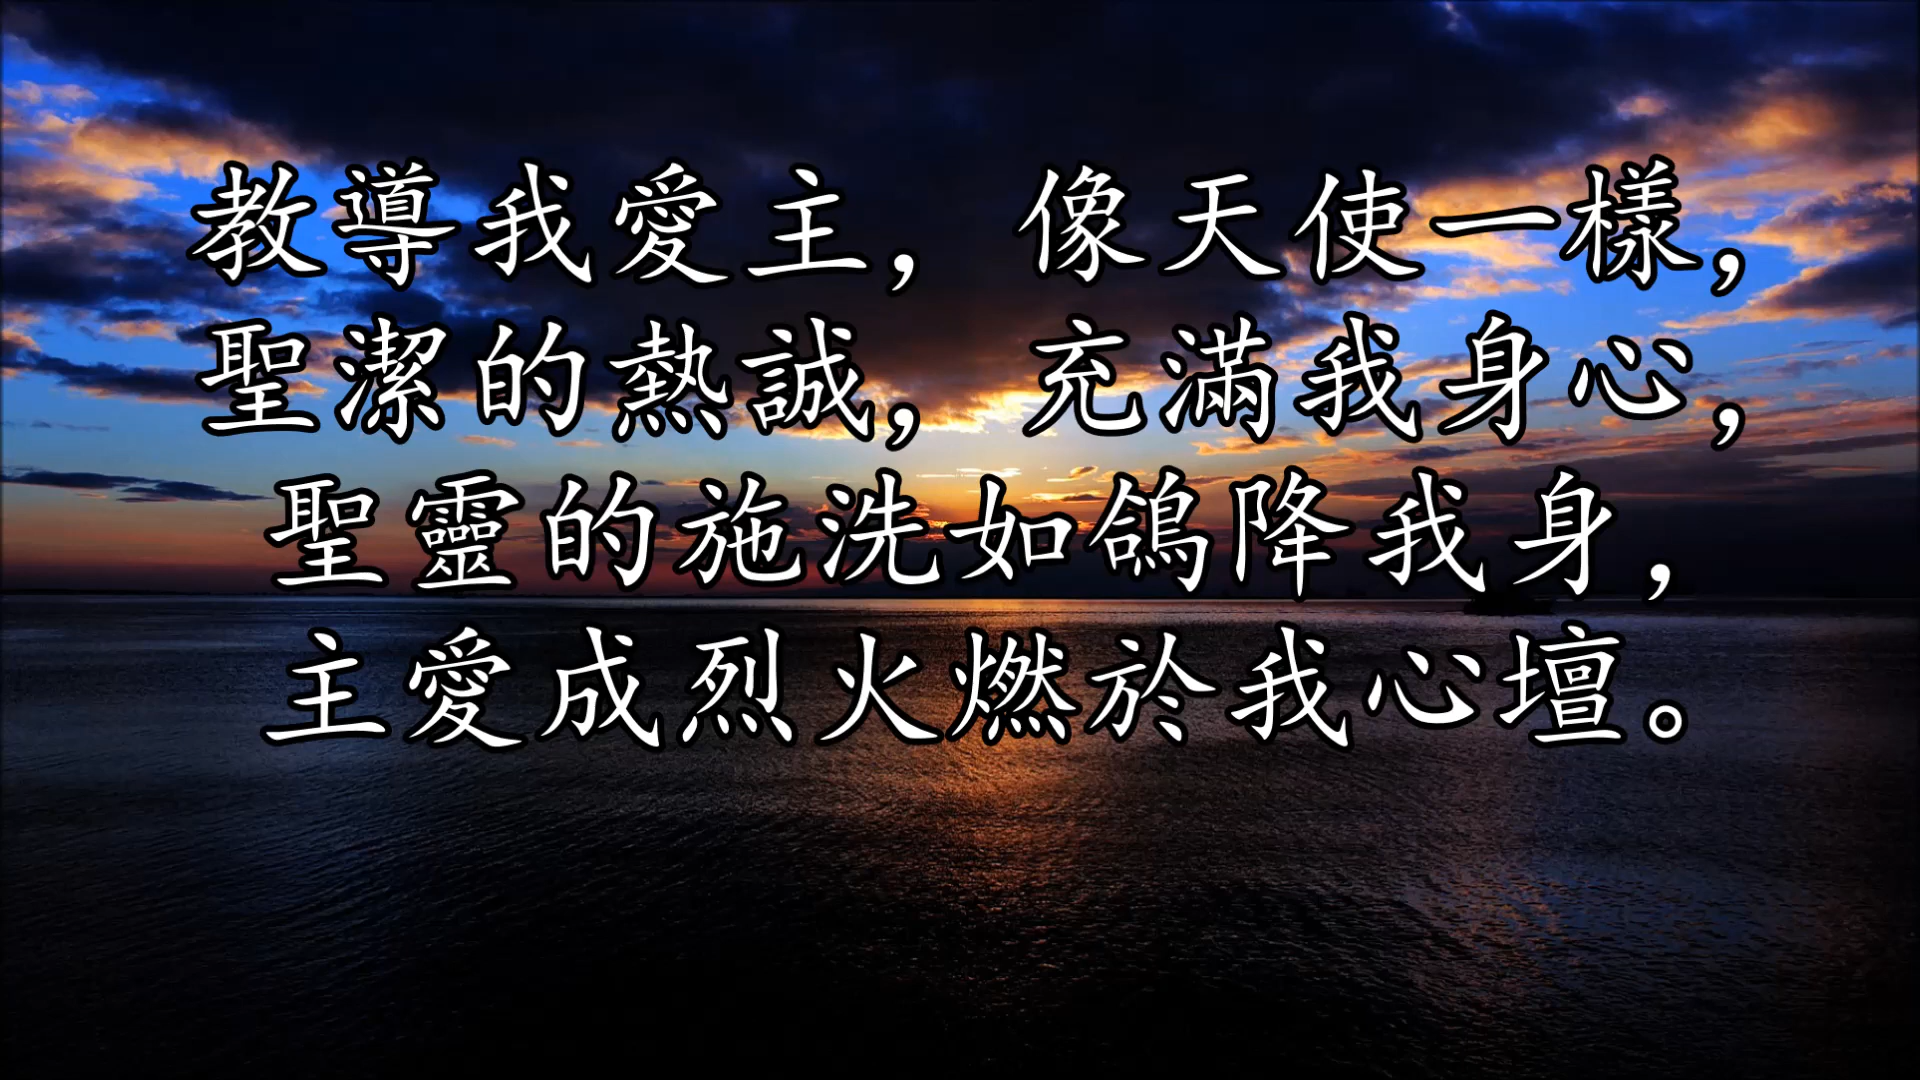 教導我愛主，像天使一樣，
聖潔的熱誠，充滿我身心，
聖靈的施洗如鴿降我身，
主愛成烈火燃於我心壇。